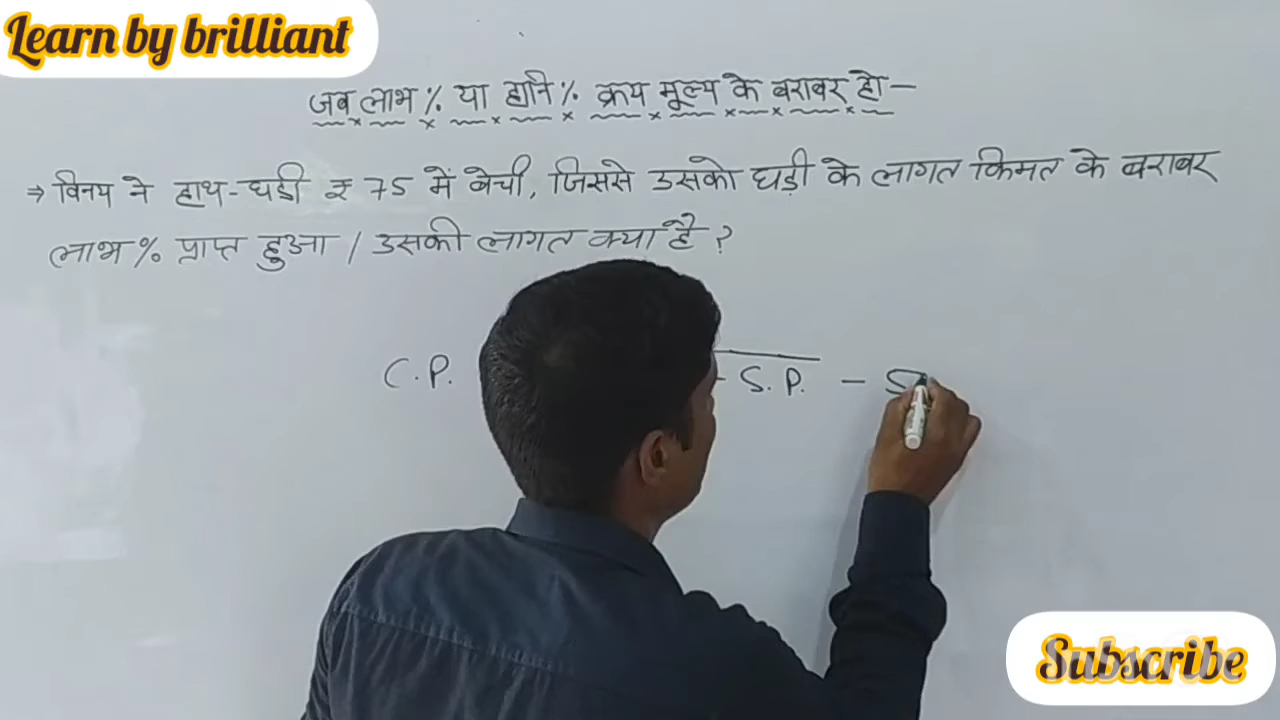 Learn by brilliant
जब लाभ % या हानि % क्रय मूल्य के बराबर हो -
⇒ विनय ने हाथ-घडी ₹ 75 में बेची, जिससे उसको घड़ी के लागत किमत के बराबर
लाभ % प्राप्त हुआ / उसकी लागत क्या है ?
C.P. - S.P. - S
Subscribe